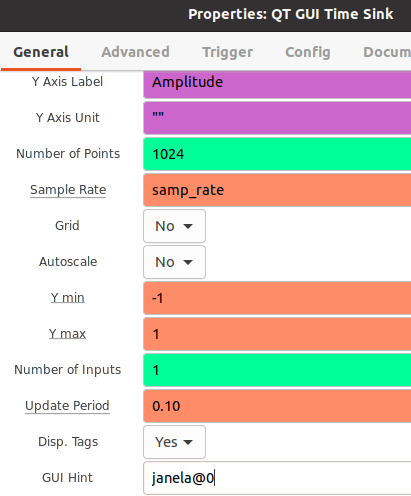 Properties: QT GUI Time Sink
General Advanced Trigger Config Docum
Y Axis Label Amplitude
Y Axis Unit ""
Number of Points 1024
Sample Rate samp_rate
Grid No
Autoscale No
Y min -1
Y max 1
Number of Inputs 1
Update Period 0.10
Disp. Tags Yes
GUI Hint janela@0